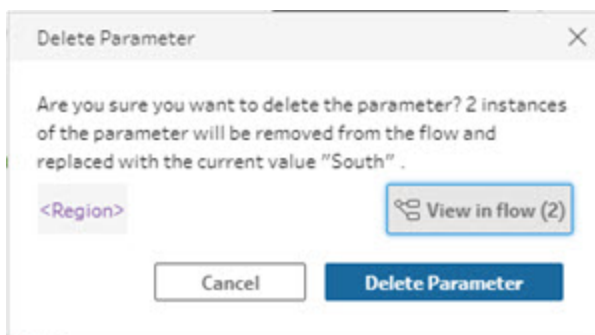 Delete Parameter
Are you sure you want to delete the parameter? 2 instances
of the parameter will be removed from the flow and
replaced with the current value "South" .
<Region>
View in flow (2)
Cancel
Delete Parameter